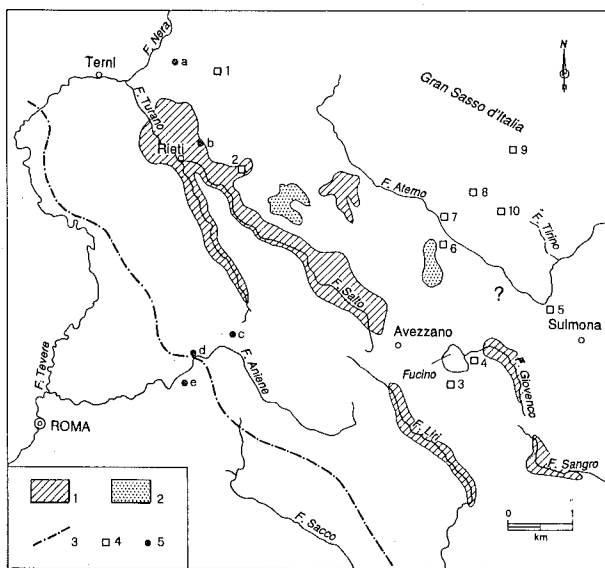 F. Nera
Terni
a
1
N
F. Turano
Gran Sasso d'Italia
b
Rieti
2
9
F. Aterno
8
10
7
F. Tirino
6
F. Salto
?
5
Sulmona
Avezzano
c
d
F. Tevere
F. Aniene
Fucino
4
3
F. Giovenco
e
ROMA
F. Liri
F. Sangro
1
2
3
4
5
F. Sacco
0 1
km